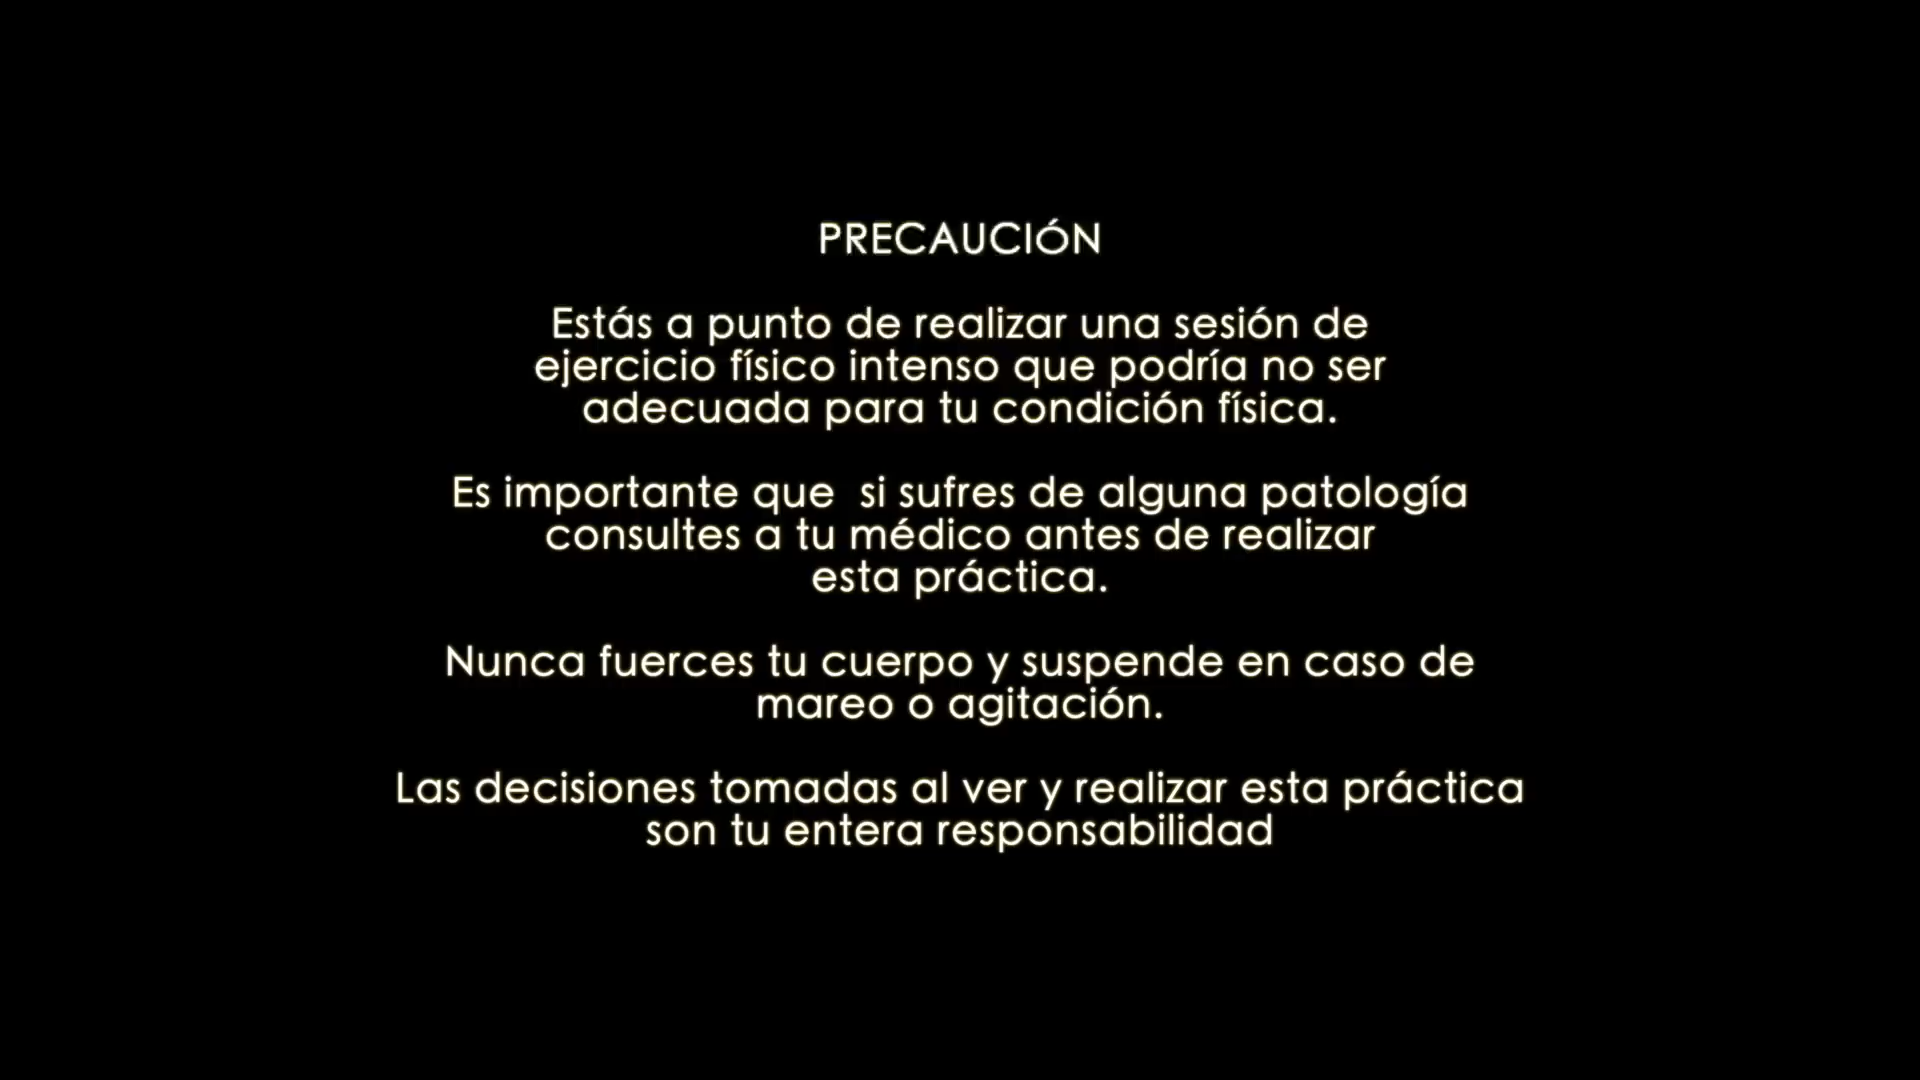 PRECAUCIÓN
Estás a punto de realizar una sesión de
ejercicio físico intenso que podría no ser
adecuada para tu condición física.
Es importante que  si sufres de alguna patología
consultes a tu médico antes de realizar
esta práctica.
Nunca fuerces tu cuerpo y suspende en caso de
mareo o agitación.
Las decisiones tomadas al ver y realizar esta práctica
son tu entera responsabilidad